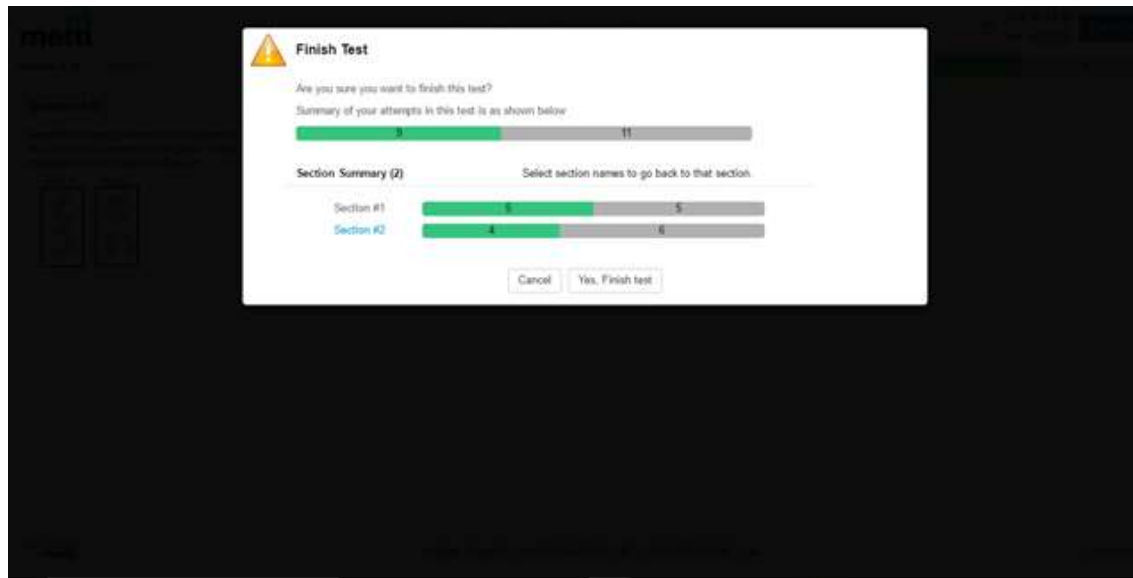 mettl
Finish Test
Are you sure you want to finish this test?
Summary of your attempts in this test is as shown below
9 11
Section Summary (2) Select section names to go back to that section.
Section #1 5 5
Section #2 4 6
Cancel Yes, Finish test